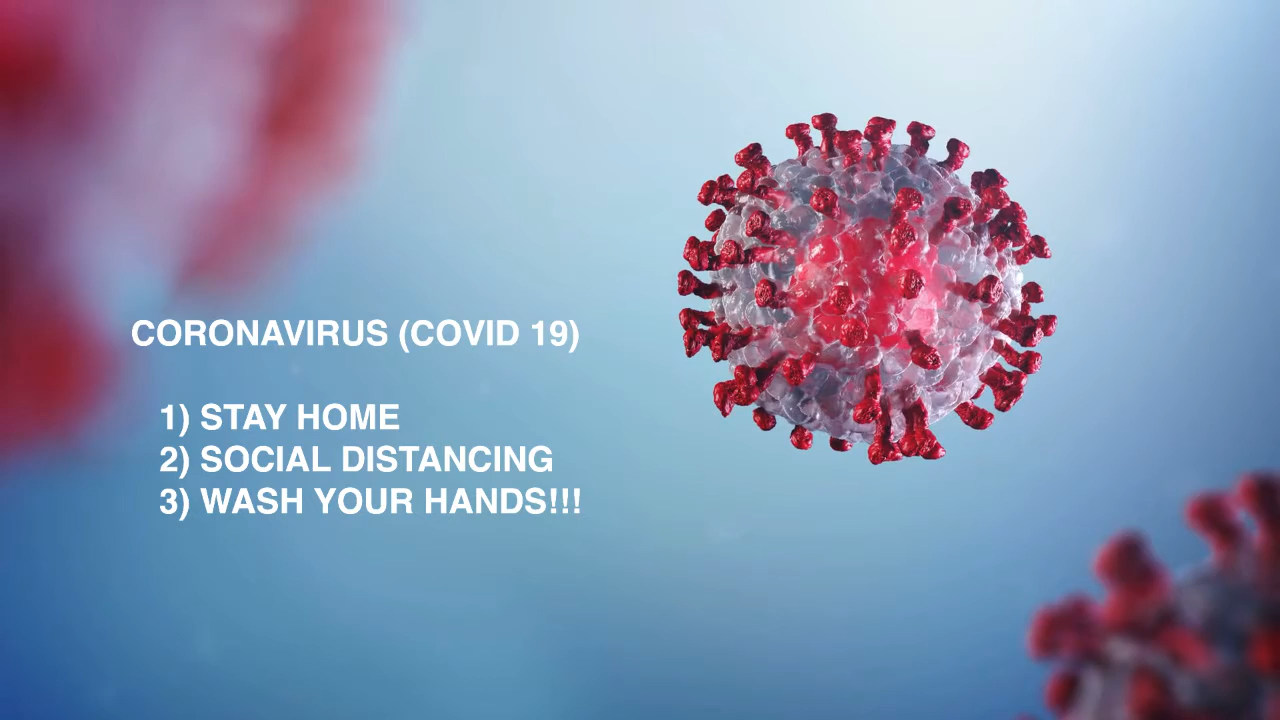 CORONAVIRUS (COVID 19)
1) STAY HOME
2) SOCIAL DISTANCING
3) WASH YOUR HANDS!!!